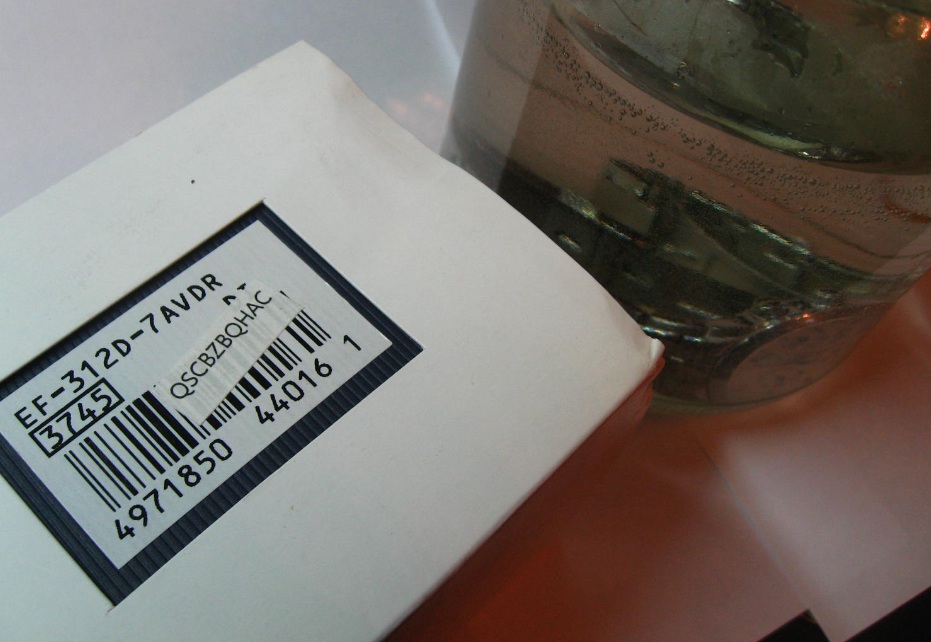 EF-312D-7AVDR
3745
QSCBZBQHAC
4971850 44016 1